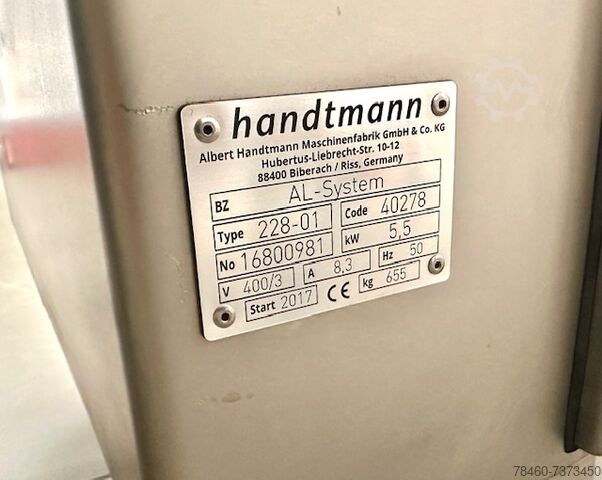 handtmann
Albert Handtmann Maschinenfabrik GmbH & Co. KG
Hubertus-Liebrecht-Str. 10-12
88400 Biberach / Riss, Germany
BZ AL-System
Type 228-01 Code 40278
No 16800981 kW 5,5
V 400/3 A 8,3 Hz 50
Start 2017 CE kg 655
78460-7373450